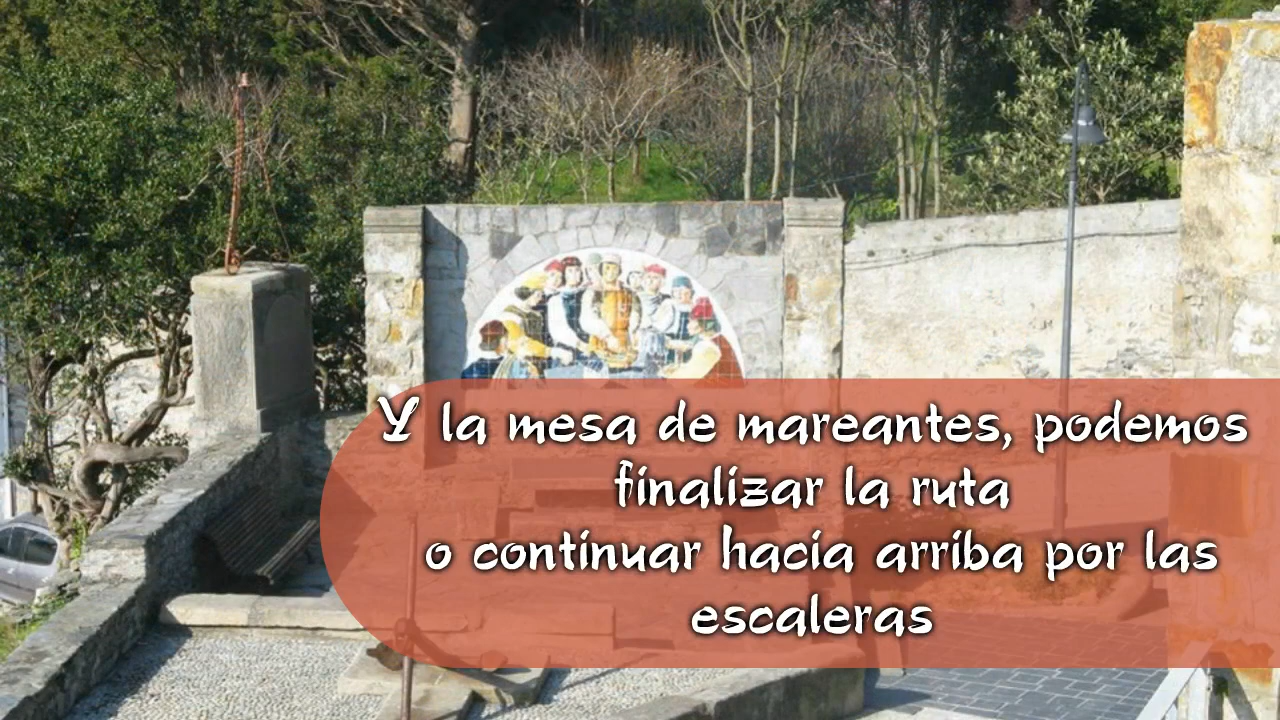 Y la mesa de mareantes, podemos
finalizar la ruta
o continuar hacia arriba por las
escaleras